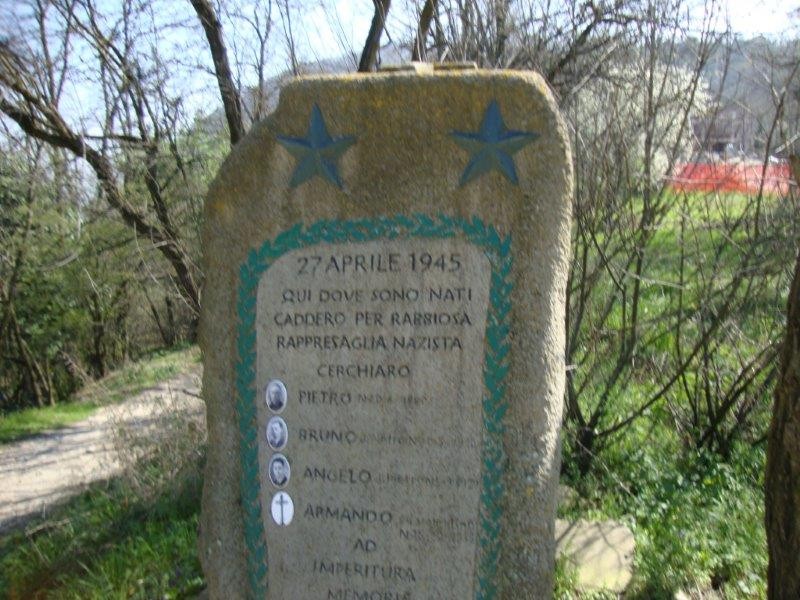 27 APRILE 1945
QUI DOVE SONO NATI
CADDERO PER RABBIOSA
RAPPRESAGLIA NAZISTA
CERCHIARO
PIETRO
BRUNO
ANGELO
ARMANDO
AD
IMPERITURA
MEMORIA